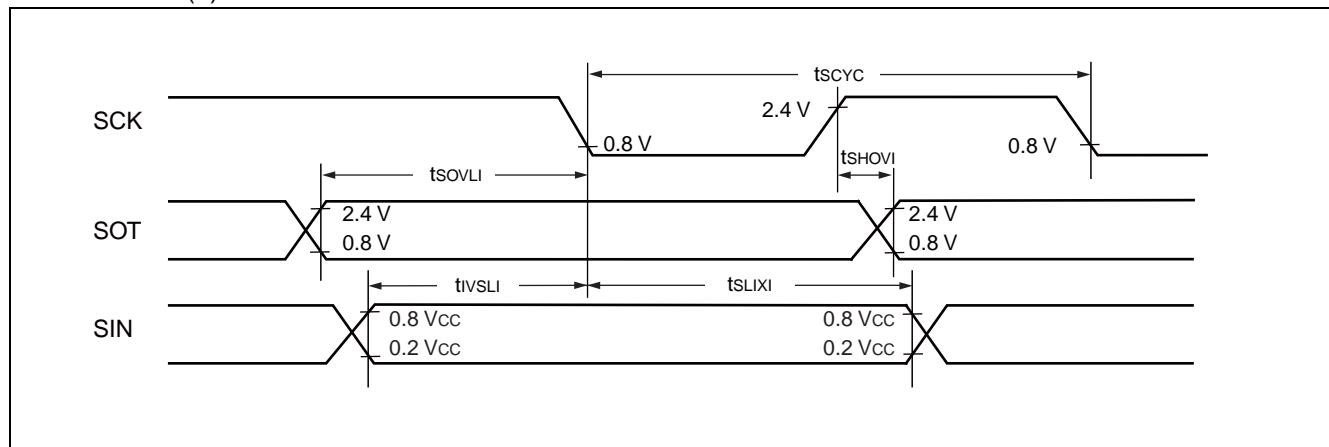 tSCYC
SCK
2.4 V
0.8 V
0.8 V
tSHOVI
tSOVLI
SOT
2.4 V
0.8 V
2.4 V
0.8 V
tIVSLI
tSLIXI
SIN
0.8 VCC
0.2 VCC
0.8 VCC
0.2 VCC